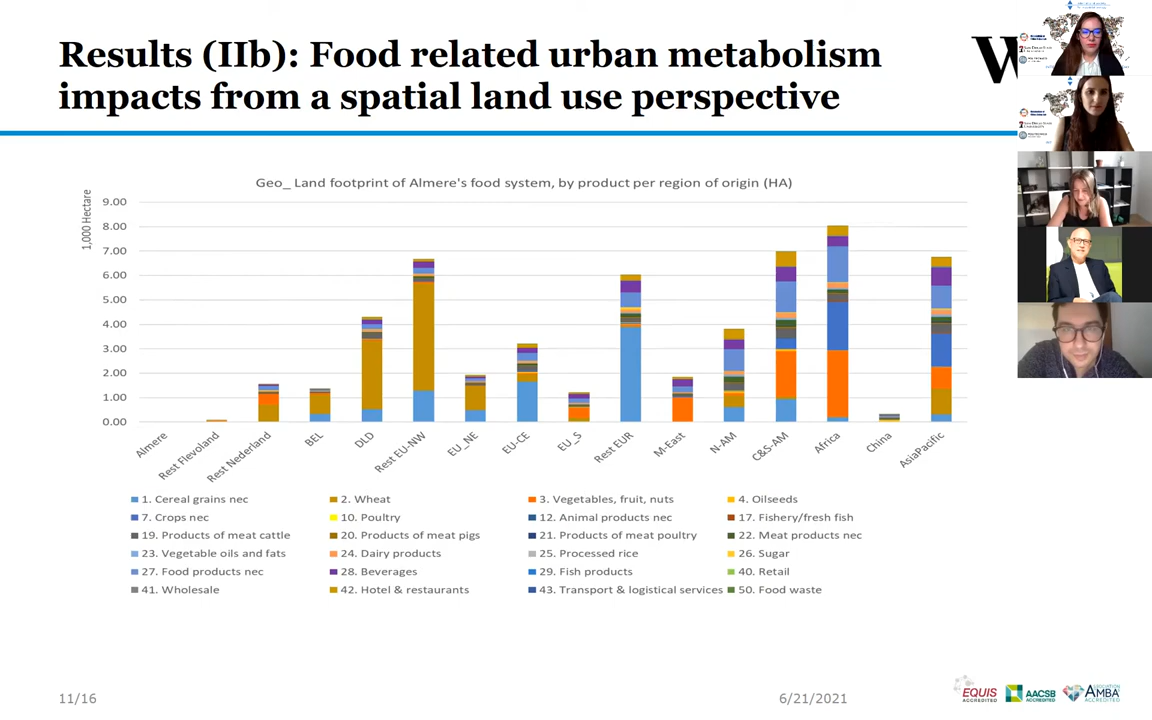 Results (IIb): Food related urban metabolism
impacts from a spatial land use perspective
Geo_ Land footprint of Almere's food system, by product per region of origin (HA)
1,000 Hectare
9.00
8.00
7.00
6.00
5.00
4.00
3.00
2.00
1.00
0.00
Almere
Rest Flevoland
Rest Nederland
BEL
DLD
Rest EU-NW
EU_NE
EU-CE
EU_S
Rest EUR
M-East
N-AM
C&S-AM
Africa
China
AsiaPacific
1. Cereal grains nec
2. Wheat
3. Vegetables, fruit, nuts
4. Oilseeds
7. Crops nec
10. Poultry
12. Animal products nec
17. Fishery/fresh fish
19. Products of meat cattle
20. Products of meat pigs
21. Products of meat poultry
22. Meat products nec
23. Vegetable oils and fats
24. Dairy products
25. Processed rice
26. Sugar
27. Food products nec
28. Beverages
29. Fish products
40. Retail
41. Wholesale
42. Hotel & restaurants
43. Transport & logistical services
50. Food waste
11/16
6/21/2021
EQUIS
ACCREDITED
AACSB
ACCREDITED
AMBA
ACCREDITED